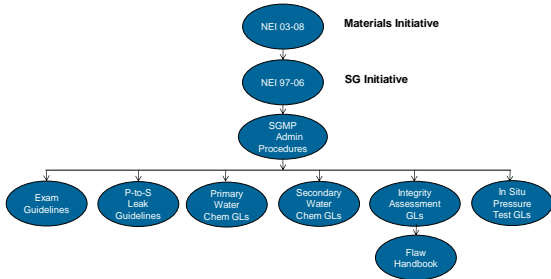 NEI 03-08
Materials Initiative
NEI 97-06
SG Initiative
SGMP
Admin
Procedures
Exam
Guidelines
P-to-S
Leak
Guidelines
Primary
Water
Chem GLs
Secondary
Water
Chem GLs
Integrity
Assessment
GLs
In Situ
Pressure
Test GLs
Flaw
Handbook